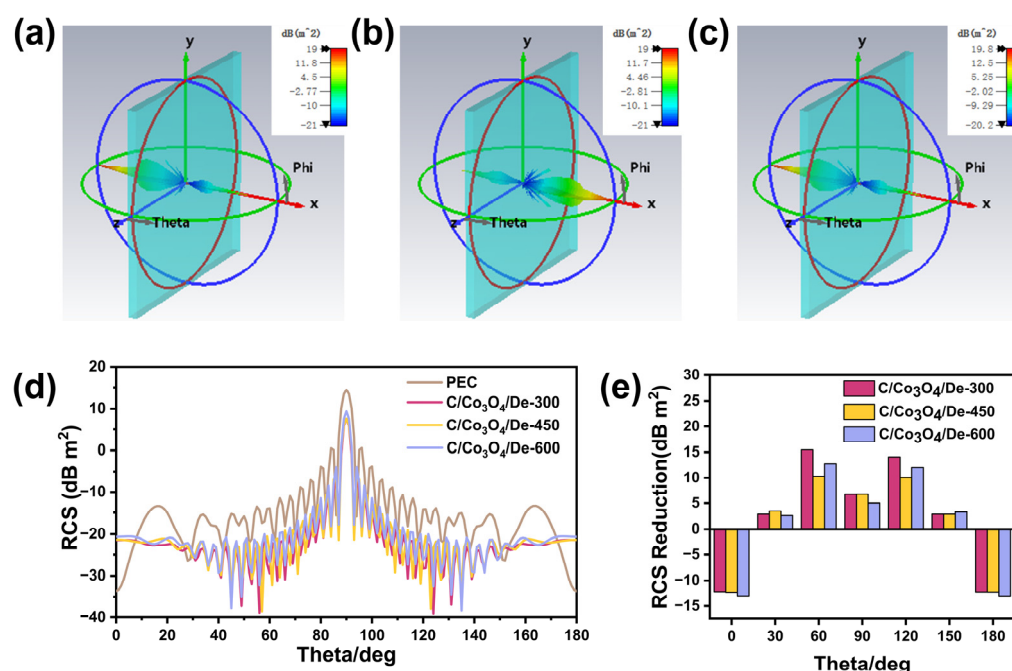 (a)
dB(m^2)
19
11.8
4.5
-2.77
-10
-21
y
Phi
x
z
Theta
(b)
dB(m^2)
19
11.7
4.5
-2.81
-10.1
-21
y
Phi
x
z
Theta
(c)
dB(m^2)
19.8
12.5
5.25
-2.02
-9.29
-20.2
y
Phi
x
z
Theta
(d)
RCS (dB m²)
20
10
0
-10
-20
-30
-40
PEC
C/Co₃O₄/De-300
C/Co₃O₄/De-450
C/Co₃O₄/De-600
0 20 40 60 80 100 120 140 160 180
Theta/deg
(e)
RCS Reduction(dB m²)
30
25
20
15
10
5
0
-5
-10
-15
C/Co₃O₄/De-300
C/Co₃O₄/De-450
C/Co₃O₄/De-600
0 30 60 90 120 150 180
Theta/deg